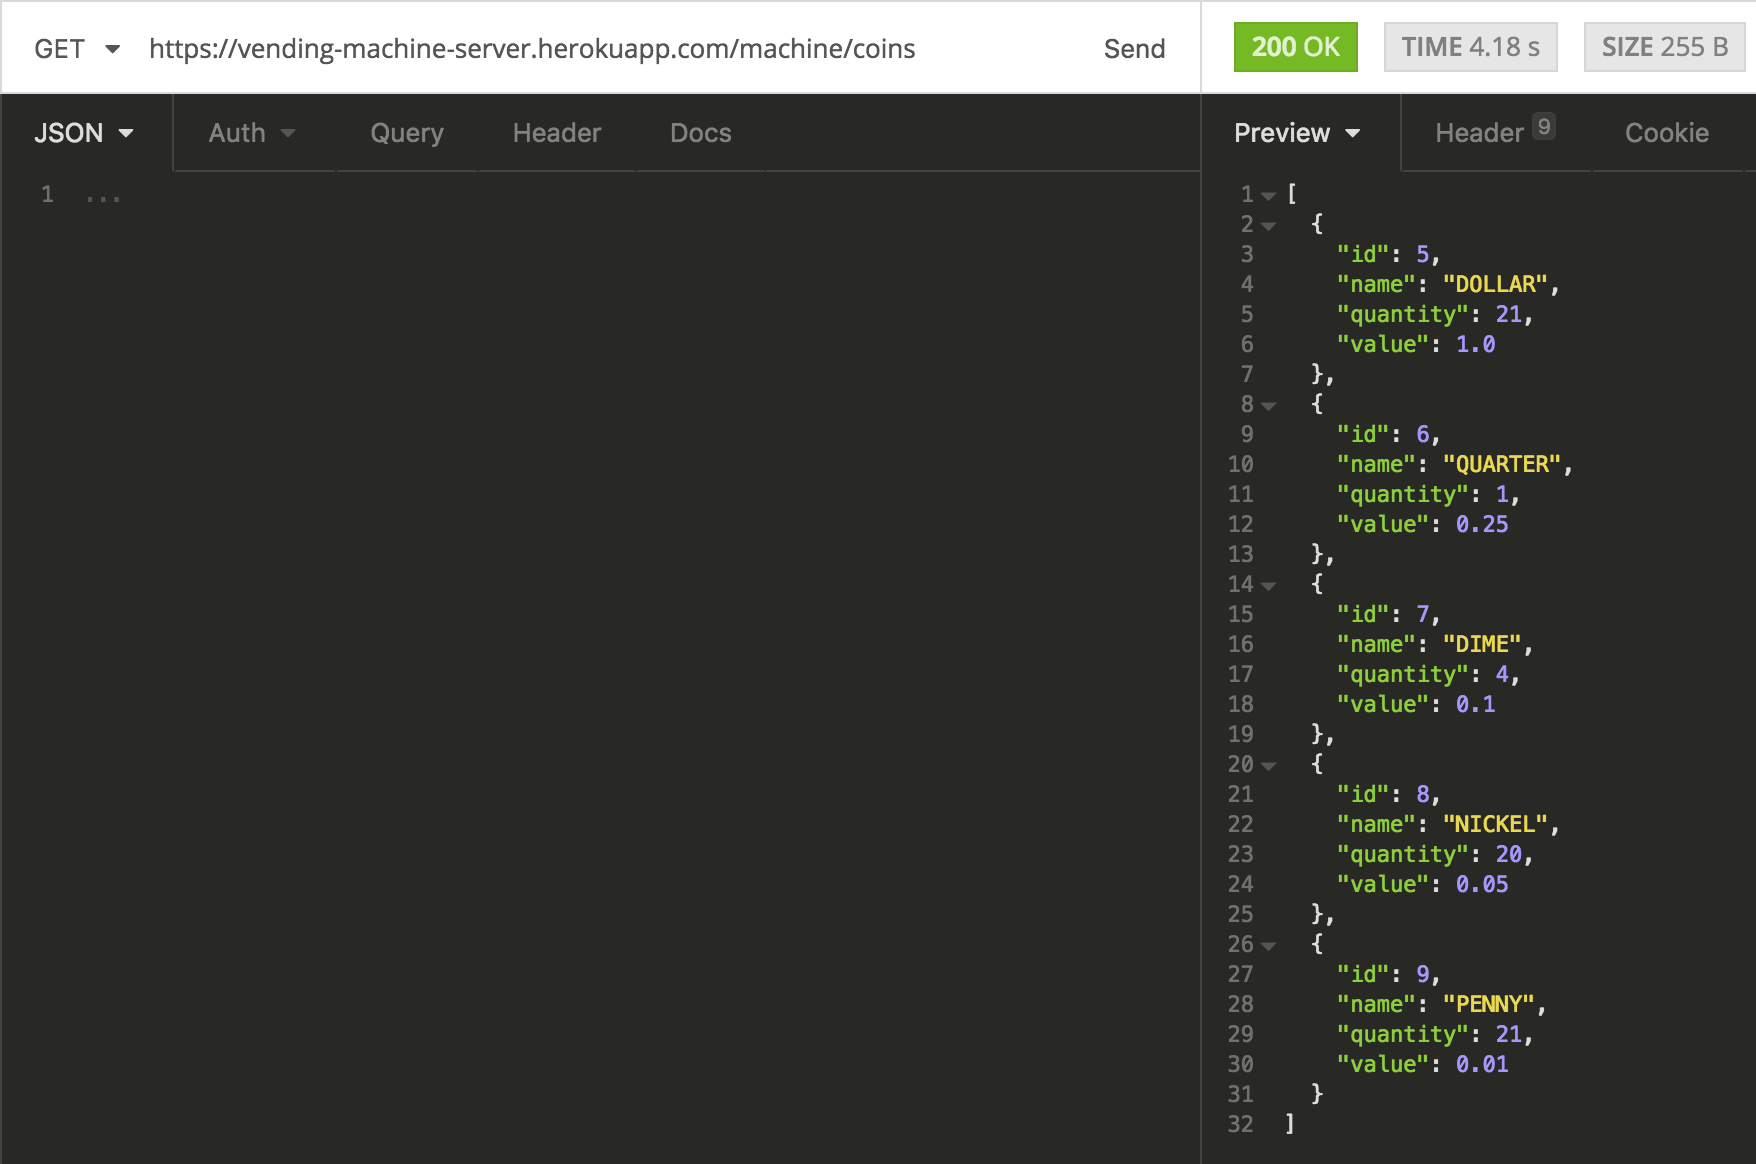 GET https://vending-machine-server.herokuapp.com/machine/coins Send 200 OK TIME 4.18 s SIZE 255 B
JSON Auth Query Header Docs
1 ...
Preview Header 9 Cookie
1 [
2 {
3 "id": 5,
4 "name": "DOLLAR",
5 "quantity": 21,
6 "value": 1.0
7 },
8 {
9 "id": 6,
10 "name": "QUARTER",
11 "quantity": 1,
12 "value": 0.25
13 },
14 {
15 "id": 7,
16 "name": "DIME",
17 "quantity": 4,
18 "value": 0.1
19 },
20 {
21 "id": 8,
22 "name": "NICKEL",
23 "quantity": 20,
24 "value": 0.05
25 },
26 {
27 "id": 9,
28 "name": "PENNY",
29 "quantity": 21,
30 "value": 0.01
31 }
32 ]